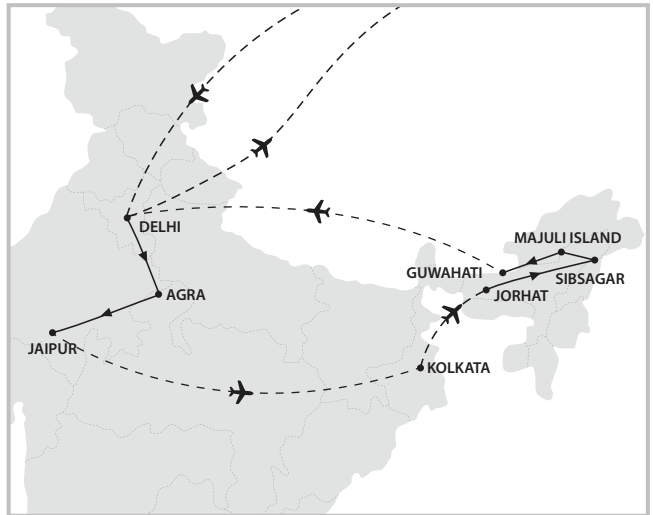 DELHI
MAJULI ISLAND
GUWAHATI
SIBSAGAR
JORHAT
AGRA
JAIPUR
KOLKATA